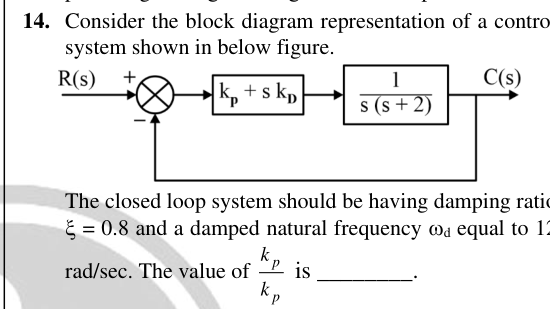 14. Consider the block diagram representation of a contro
system shown in below figure.
R(s) + k_p + s k_D 1 C(s)
s (s + 2)
−
The closed loop system should be having damping ratio
ξ = 0.8 and a damped natural frequency ω_d equal to 12
rad/sec. The value of k_p/k_p is ________.